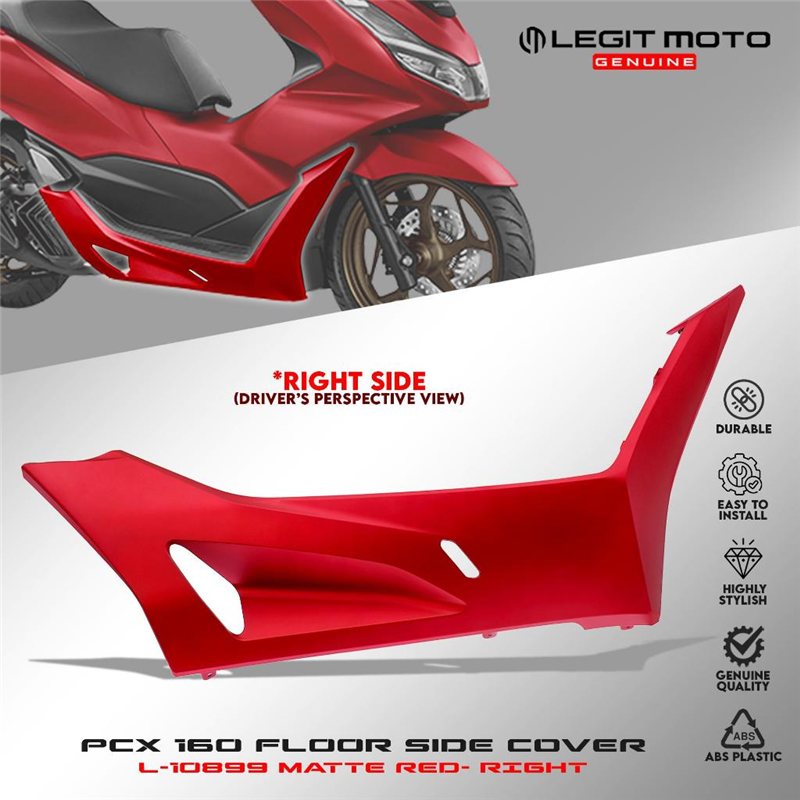 LEGIT MOTO
GENUINE
*RIGHT SIDE
(DRIVER'S PERSPECTIVE VIEW)
DURABLE
EASY TO
INSTALL
HIGHLY
STYLISH
GENUINE
QUALITY
ABS
ABS PLASTIC
PCX 160 FLOOR SIDE COVER
L-10899 MATTE RED- RIGHT